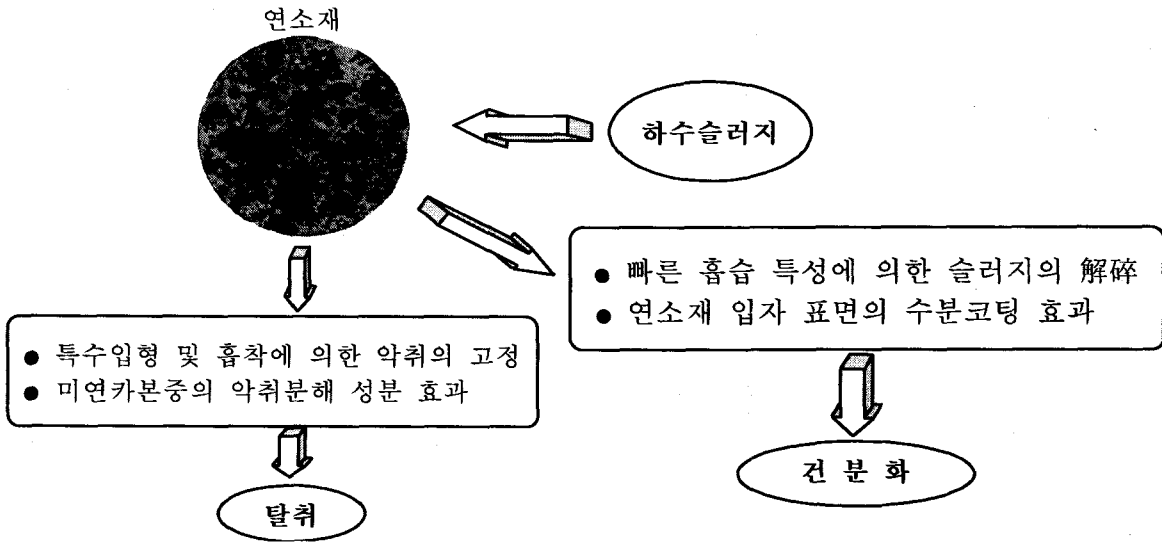 연소재
하수슬러지
● 빠른 흡습 특성에 의한 슬러지의 解碎
● 연소재 입자 표면의 수분코팅 효과
● 특수입형 및 흡착에 의한 악취의 고정
● 미연카본중의 악취분해 성분 효과
건 분 화
탈취